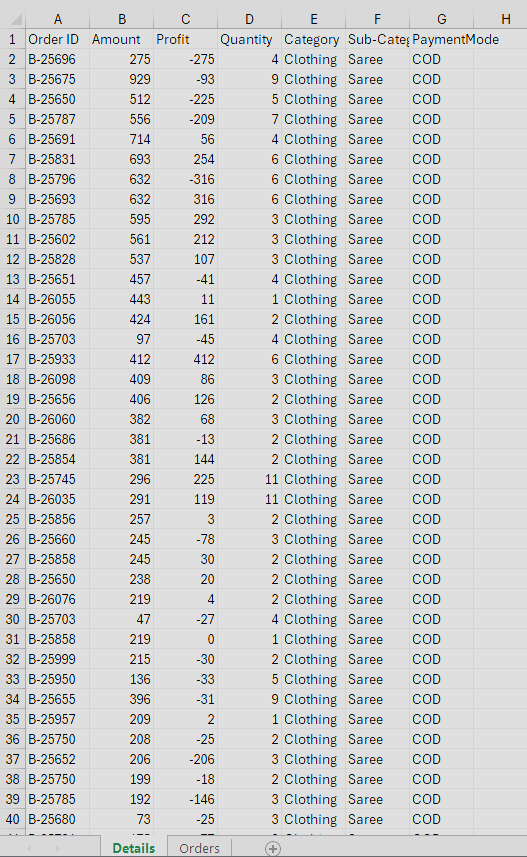 A B C D E F G H
1 Order ID Amount Profit Quantity Category Sub-Categ PaymentMode
2 B-25696 275 -275 4 Clothing Saree COD
3 B-25675 929 -93 9 Clothing Saree COD
4 B-25650 512 -225 5 Clothing Saree COD
5 B-25787 556 -209 7 Clothing Saree COD
6 B-25691 714 56 4 Clothing Saree COD
7 B-25831 693 254 6 Clothing Saree COD
8 B-25796 632 -316 6 Clothing Saree COD
9 B-25693 632 316 6 Clothing Saree COD
10 B-25785 595 292 3 Clothing Saree COD
11 B-25602 561 212 3 Clothing Saree COD
12 B-25828 537 107 3 Clothing Saree COD
13 B-25651 457 -41 4 Clothing Saree COD
14 B-26055 443 11 1 Clothing Saree COD
15 B-26056 424 161 2 Clothing Saree COD
16 B-25703 97 -45 4 Clothing Saree COD
17 B-25933 412 412 6 Clothing Saree COD
18 B-26098 409 86 3 Clothing Saree COD
19 B-25656 406 126 2 Clothing Saree COD
20 B-26060 382 68 3 Clothing Saree COD
21 B-25686 381 -13 2 Clothing Saree COD
22 B-25854 381 144 2 Clothing Saree COD
23 B-25745 296 225 11 Clothing Saree COD
24 B-26035 291 119 11 Clothing Saree COD
25 B-25856 257 3 2 Clothing Saree COD
26 B-25660 245 -78 3 Clothing Saree COD
27 B-25858 245 30 2 Clothing Saree COD
28 B-25650 238 20 2 Clothing Saree COD
29 B-26076 219 4 2 Clothing Saree COD
30 B-25703 47 -27 4 Clothing Saree COD
31 B-25858 219 0 1 Clothing Saree COD
32 B-25999 215 -30 2 Clothing Saree COD
33 B-25950 136 -33 5 Clothing Saree COD
34 B-25655 396 -31 9 Clothing Saree COD
35 B-25957 209 2 1 Clothing Saree COD
36 B-25750 208 -25 2 Clothing Saree COD
37 B-25652 206 -206 3 Clothing Saree COD
38 B-25750 199 -18 2 Clothing Saree COD
39 B-25785 192 -146 3 Clothing Saree COD
40 B-25680 73 -25 3 Clothing Saree COD
Details Orders